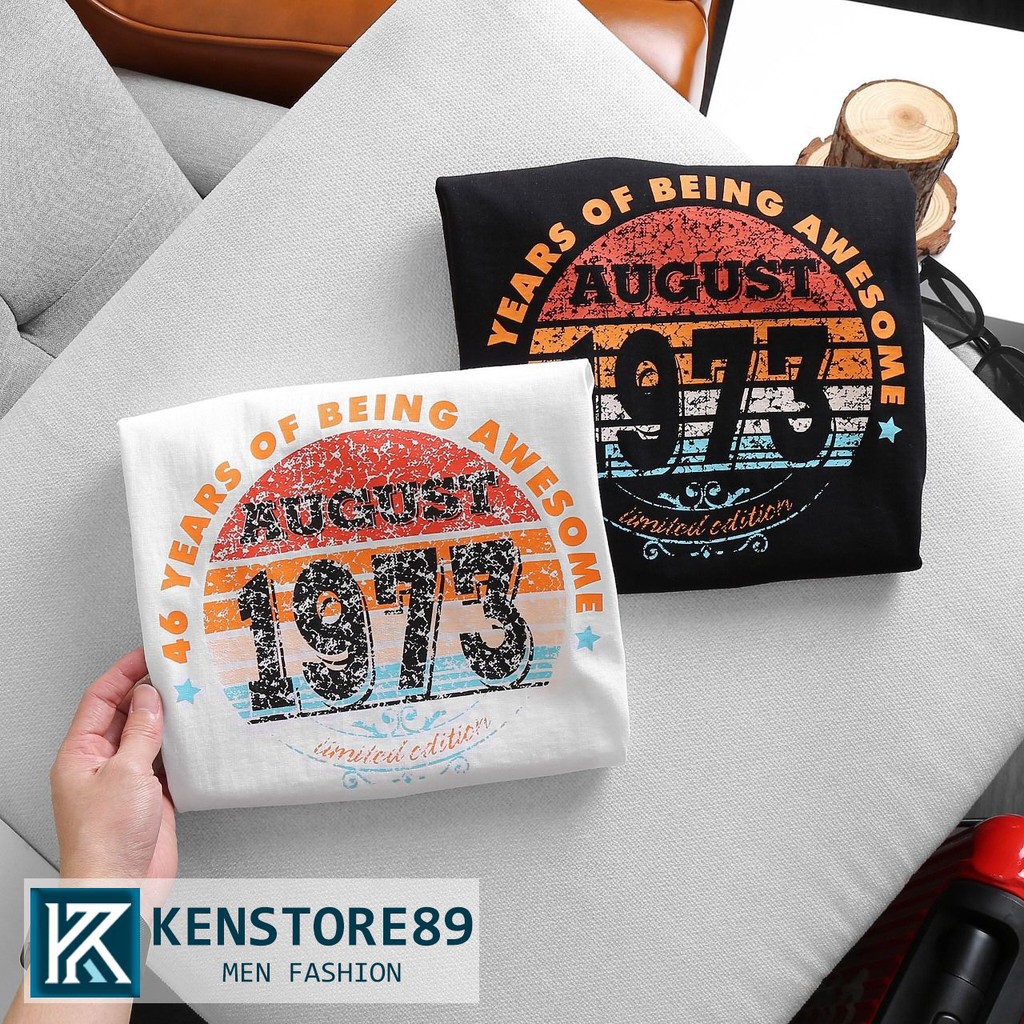 YEARS OF BEING AWESOME
AUGUST
1973
limited edition
46 YEARS OF BEING AWESOME
AUGUST
1973
limited edition
KENSTORE89
MEN FASHION